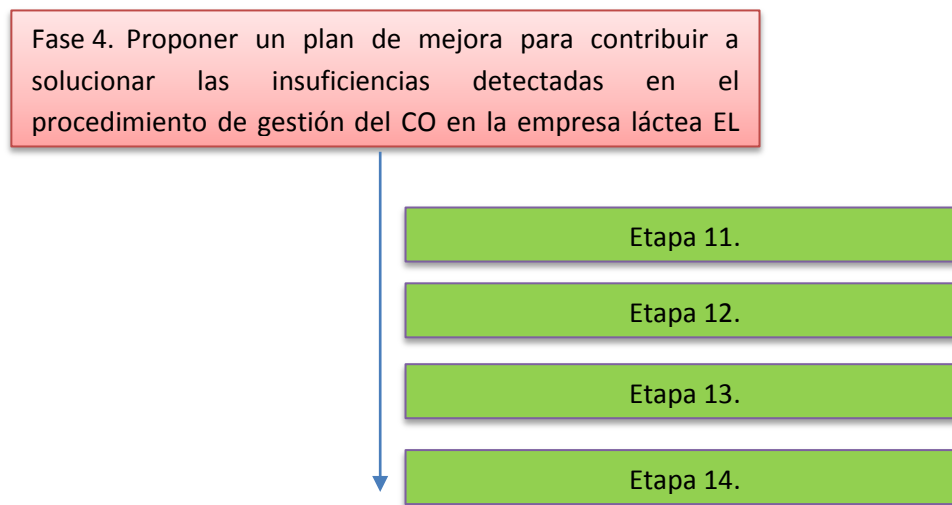 Fase 4. Proponer un plan de mejora para contribuir a
solucionar las insuficiencias detectadas en el
procedimiento de gestión del CO en la empresa láctea EL
Etapa 11.
Etapa 12.
Etapa 13.
Etapa 14.